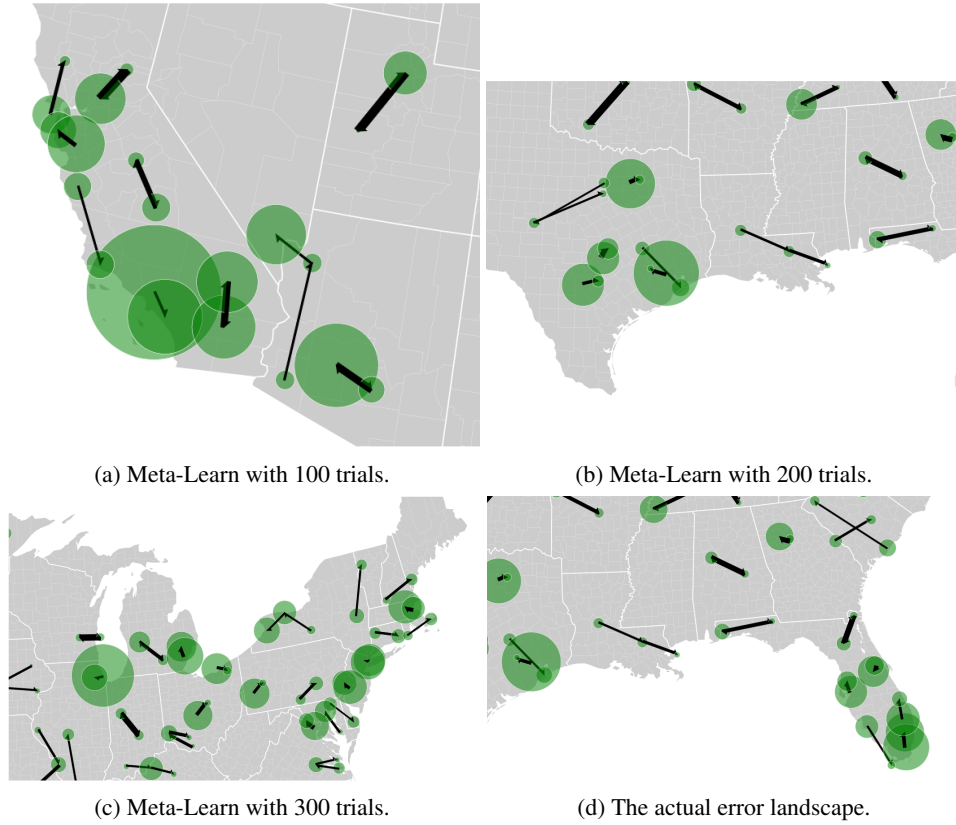 (a) Meta-Learn with 100 trials.
(b) Meta-Learn with 200 trials.
(c) Meta-Learn with 300 trials.
(d) The actual error landscape.